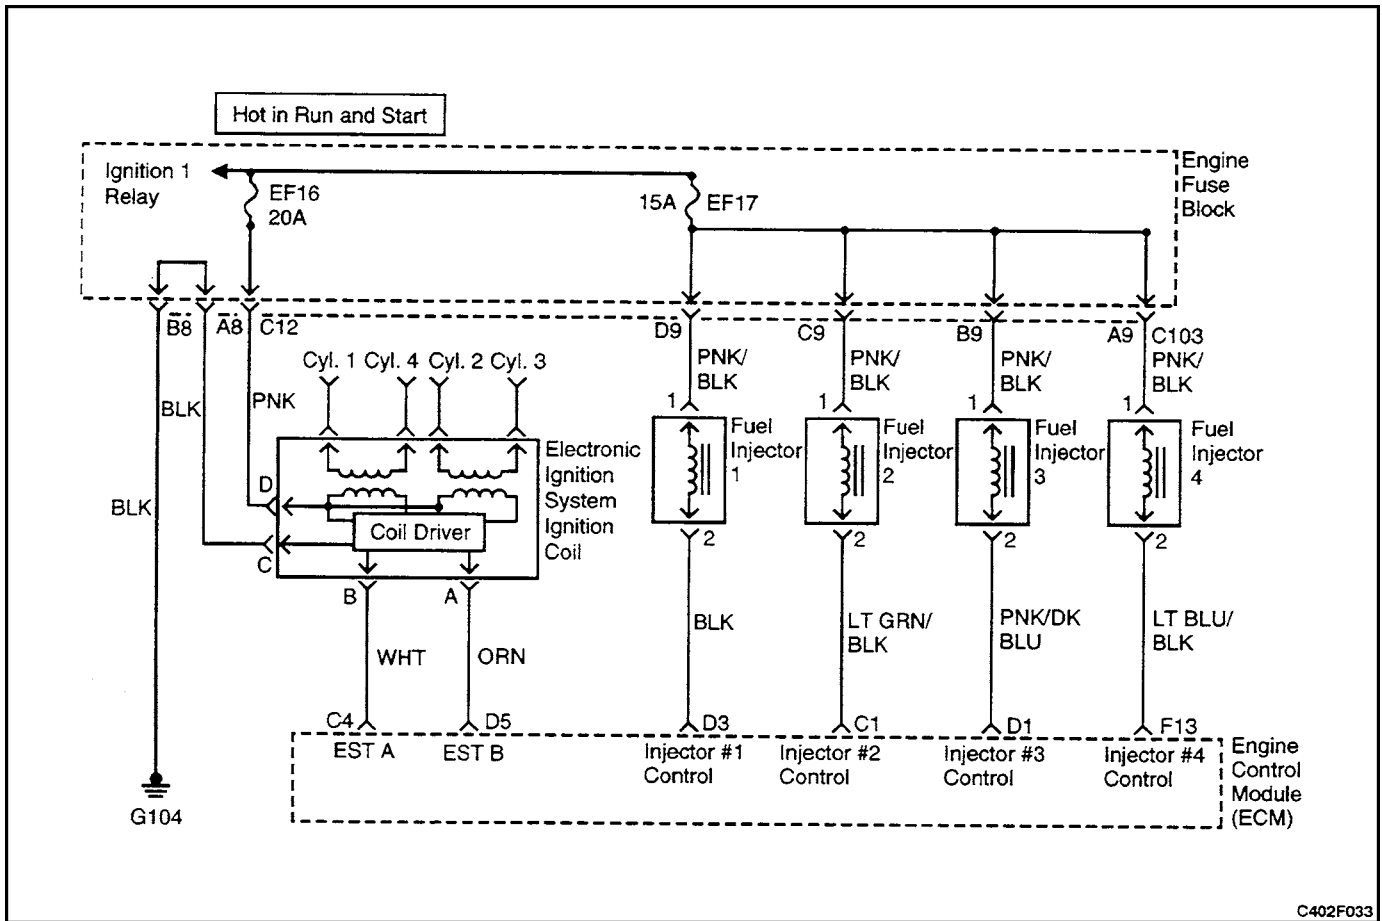 Hot in Run and Start
Ignition 1
Relay
EF16
20A
15A
EF17
Engine
Fuse
Block
B8
A8
C12
D9
C9
B9
A9
C103
Cyl. 1
Cyl. 4
Cyl. 2
Cyl. 3
PNK/
BLK
PNK/
BLK
PNK/
BLK
PNK/
BLK
BLK
PNK
BLK
1
1
1
1
Fuel
Injector
1
Fuel
Injector
2
Fuel
Injector
3
Fuel
Injector
4
Electronic
Ignition
System
Ignition
Coil
D
C
Coil Driver
B
A
2
2
2
2
WHT
ORN
BLK
LT GRN/
BLK
PNK/DK
BLU
LT BLU/
BLK
C4
D5
D3
C1
D1
F13
EST A
EST B
Injector #1
Control
Injector #2
Control
Injector #3
Control
Injector #4
Control
Engine
Control
Module
(ECM)
G104
C402F033